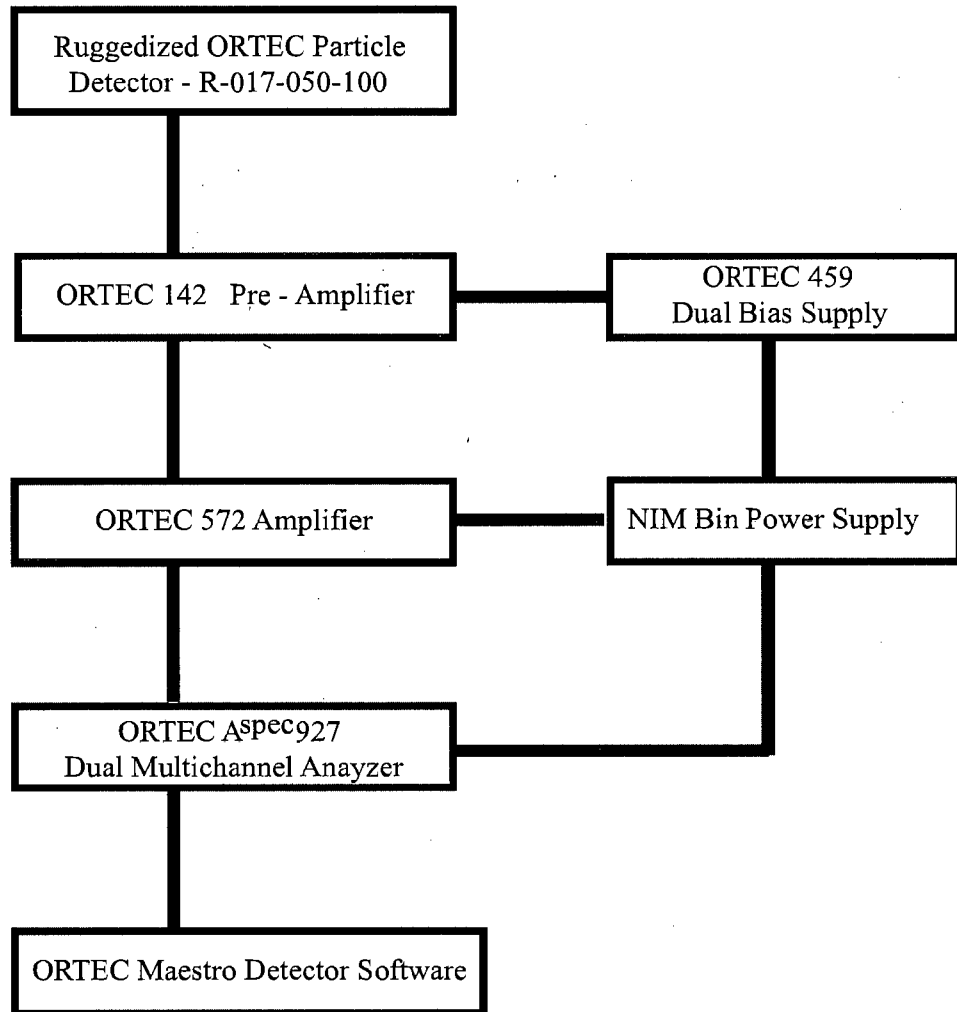 Ruggedized ORTEC Particle
Detector - R-017-050-100
ORTEC 142 Pre - Amplifier
ORTEC 459
Dual Bias Supply
ORTEC 572 Amplifier
NIM Bin Power Supply
ORTEC Aspec927
Dual Multichannel Anayzer
ORTEC Maestro Detector Software